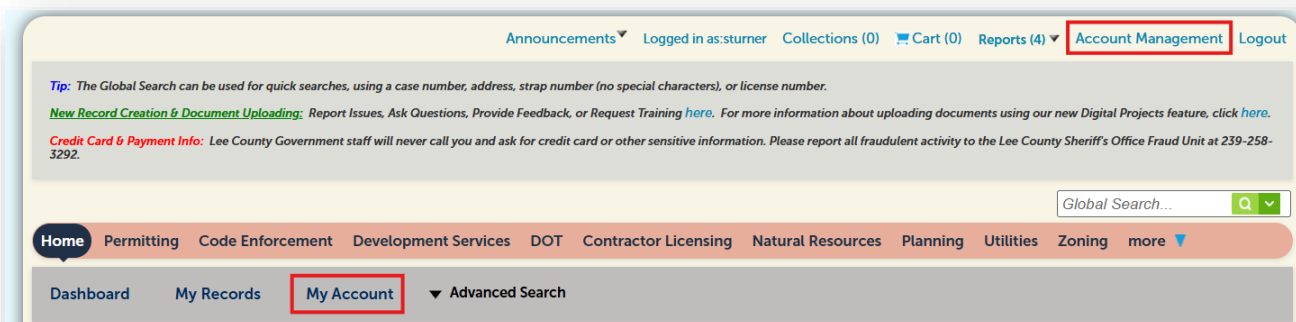 Announcements Logged in as:sturner Collections (0) Cart (0) Reports (4) Account Management Logout
Tip: The Global Search can be used for quick searches, using a case number, address, strap number (no special characters), or license number.
New Record Creation & Document Uploading: Report Issues, Ask Questions, Provide Feedback, or Request Training here. For more information about uploading documents using our new Digital Projects feature, click here.
Credit Card & Payment Info: Lee County Government staff will never call you and ask for credit card or other sensitive information. Please report all fraudulent activity to the Lee County Sheriff's Office Fraud Unit at 239-258-
3292.
Global Search...
Home Permitting Code Enforcement Development Services DOT Contractor Licensing Natural Resources Planning Utilities Zoning more
Dashboard My Records My Account Advanced Search